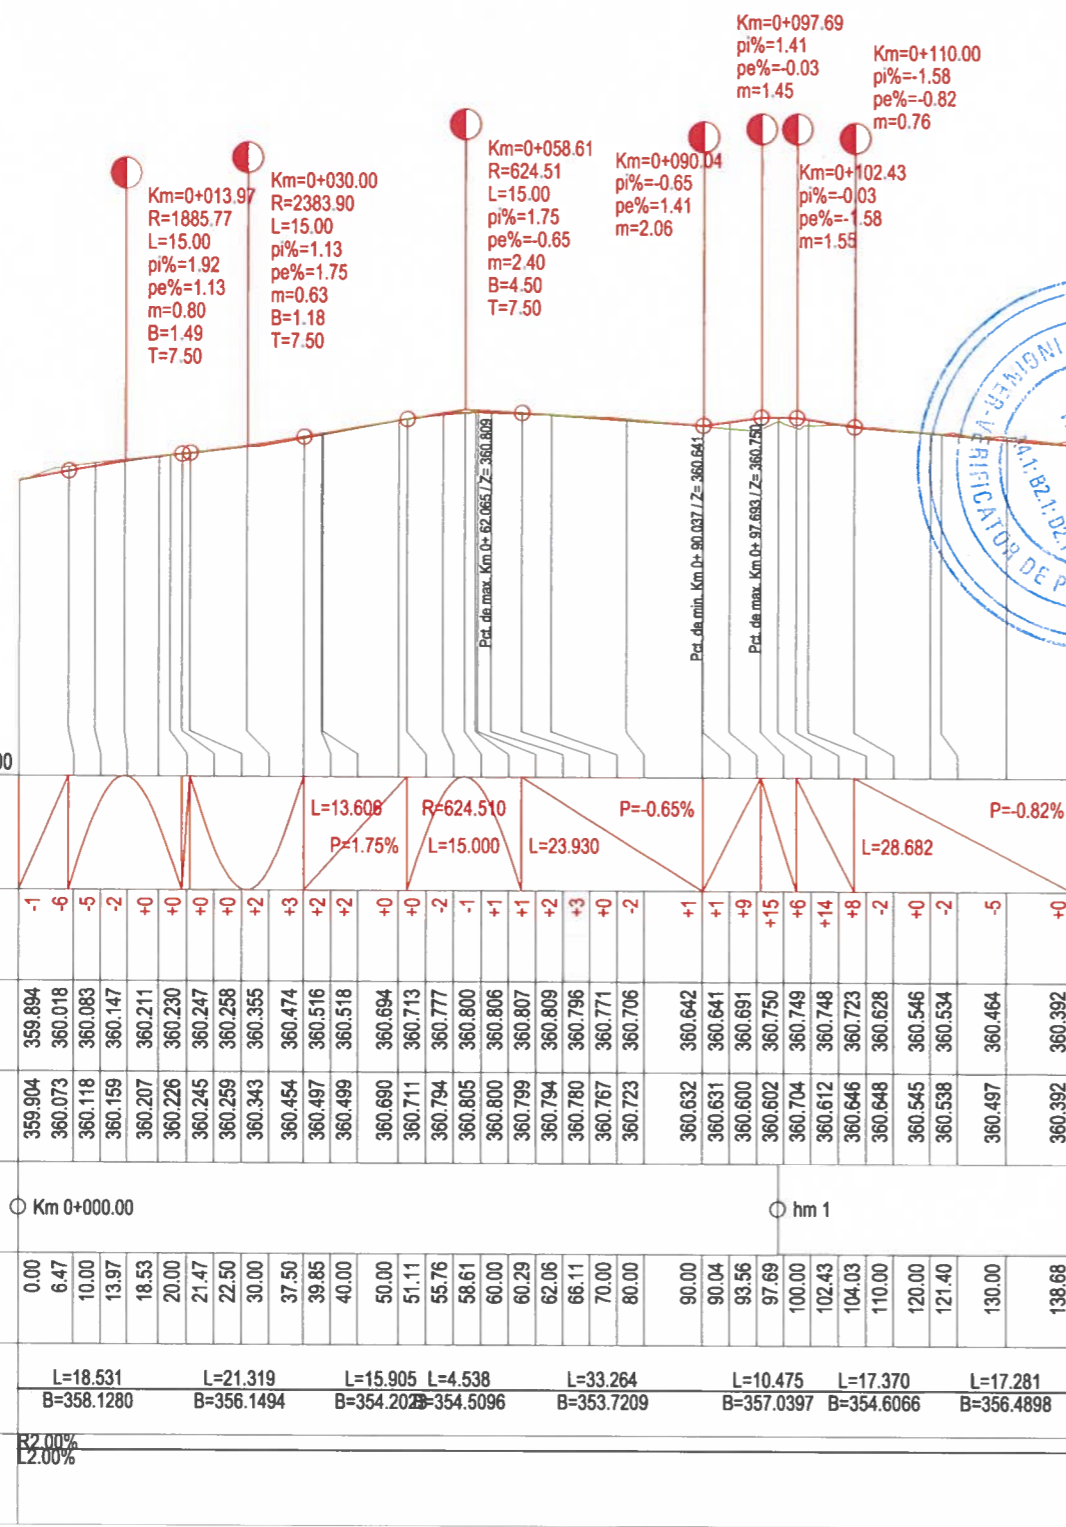 Km=0+097.69
pi%=1.41
pe%=-0.03
m=1.45
Km=0+110.00
pi%=-1.58
pe%=-0.82
m=0.76
Km=0+013.97
R=1885.77
L=15.00
pi%=1.92
pe%=1.13
m=0.80
B=1.49
T=7.50
Km=0+030.00
R=2383.90
L=15.00
pi%=1.13
pe%=1.75
m=0.63
B=1.18
T=7.50
Km=0+058.61
R=624.51
L=15.00
pi%=1.75
pe%=-0.65
m=2.40
B=4.50
T=7.50
Km=0+090.04
pi%=-0.65
pe%=1.41
m=2.06
Km=0+102.43
pi%=-0.03
pe%=-1.58
m=1.55
Pct. de max. Km 0+ 62.065 / Z= 360.809
Pct. de min. Km 0+ 90.037 / Z= 360.641
Pct. de max. Km 0+ 97.693 / Z= 360.750
VERIFICATOR DE P
00
L=13.606 R=624.510 P=-0.65% P=-0.82%
P=1.75% L=15.000 L=23.930 L=28.682
-1 -6 -5 -2 +0 +0 +0 +0 +2 +3 +2 +2 +0 +0 -2 -1 +1 +1 +2 +3 +0 -2 +1 +1 +9 +15 +6 +14 +8 -2 +0 -2 -5 +0
359.894 360.018 360.083 360.147 360.211 360.230 360.247 360.258 360.355 360.474 360.516 360.518 360.694 360.713 360.777 360.800 360.806 360.807 360.809 360.796 360.771 360.706 360.642 360.641 360.691 360.750 360.749 360.748 360.723 360.628 360.546 360.534 360.464 360.392
359.904 360.073 360.118 360.159 360.207 360.226 360.245 360.259 360.343 360.454 360.497 360.499 360.690 360.711 360.794 360.805 360.800 360.799 360.794 360.780 360.767 360.723 360.632 360.631 360.600 360.602 360.704 360.612 360.646 360.648 360.545 360.538 360.497 360.392
Km 0+000.00 hm 1
0.00 6.47 10.00 13.97 18.53 20.00 21.47 22.50 30.00 37.50 39.85 40.00 50.00 51.11 55.76 58.61 60.00 60.29 62.06 66.11 70.00 80.00 90.00 90.04 93.56 97.69 100.00 102.43 104.03 110.00 120.00 121.40 130.00 138.68
L=18.531 L=21.319 L=15.905 L=4.538 L=33.264 L=10.475 L=17.370 L=17.281
B=358.1280 B=356.1494 B=354.2028 B=354.5096 B=353.7209 B=357.0397 B=354.6066 B=356.4898
R2.00%
L2.00%